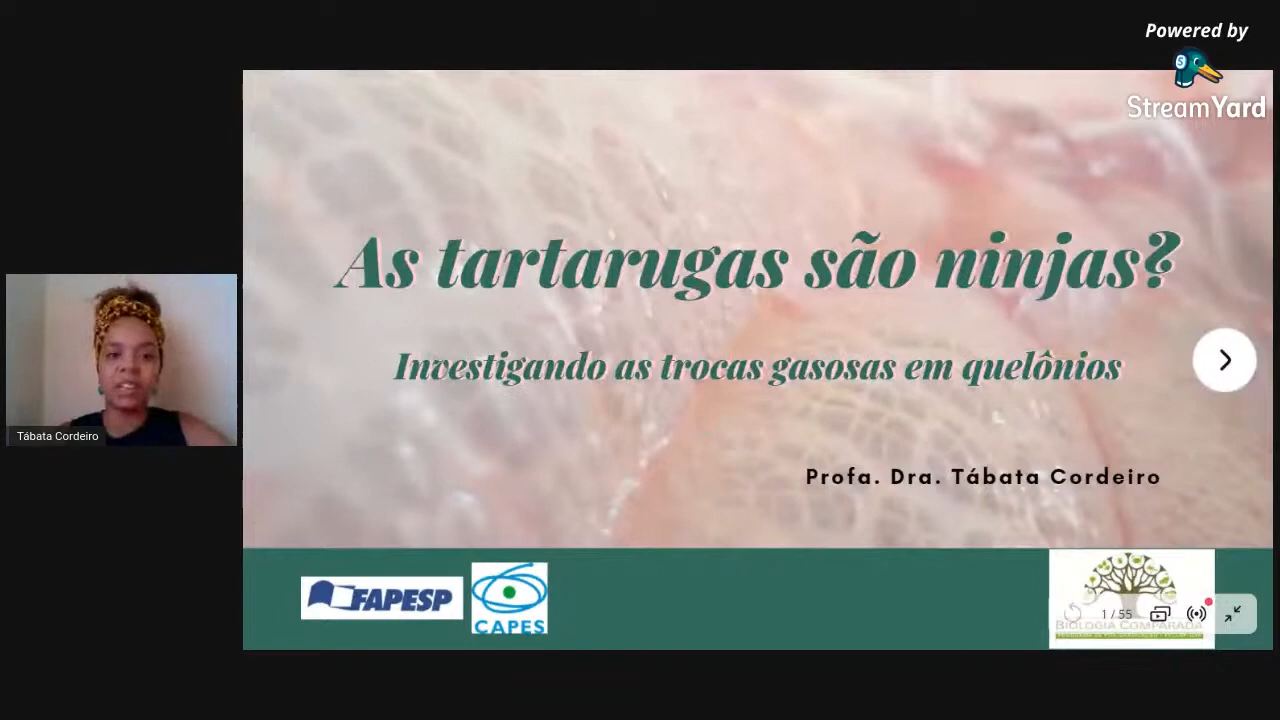 Powered by
StreamYard
As tartarugas são ninjas?
Investigando as trocas gasosas em quelônios
Profa. Dra. Tábata Cordeiro
Tábata Cordeiro
FAPESP
CAPES
1 / 55
BIOLOGIA COMPARADA